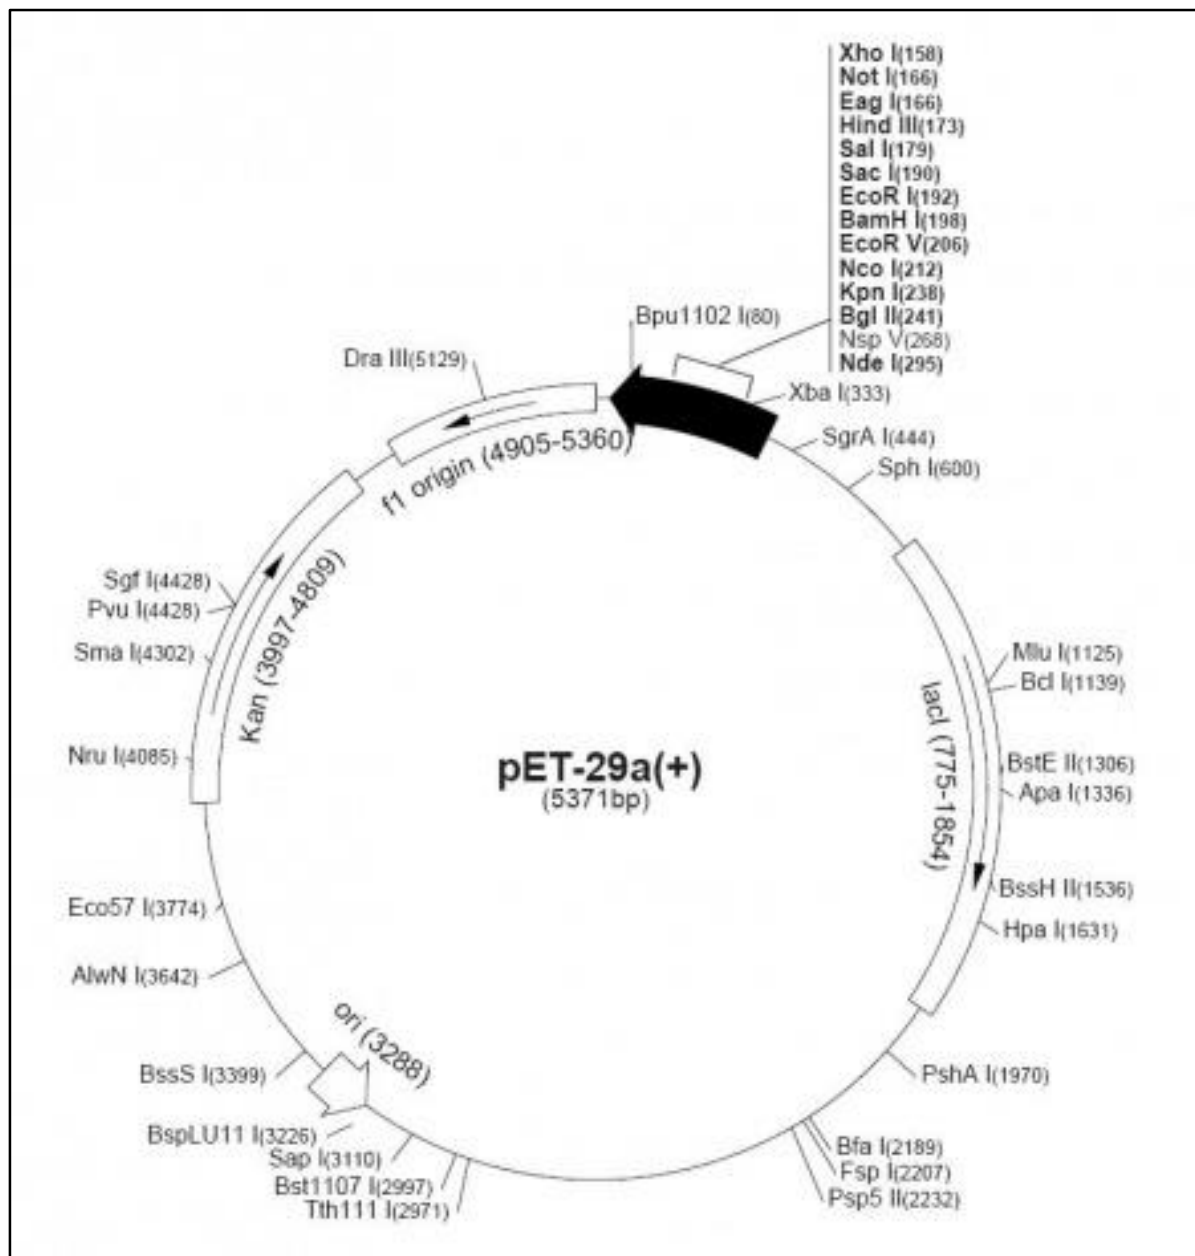 Xho I(158)
Not I(166)
Eag I(166)
Hind III(173)
Sal I(179)
Sac I(190)
EcoR I(192)
BamH I(198)
EcoR V(206)
Nco I(212)
Kpn I(238)
Bgl II(241)
Nsp V(268)
Nde I(295)
Bpu1102 I(80)
Dra III(5129)
Xba I(333)
SgrA I(444)
Sph I(600)
f1 origin (4905-5360)
Sgf I(4428)
Pvu I(4428)
Sma I(4302)
Nru I(4085)
Kan (3997-4809)
Mlu I(1125)
Bcl I(1139)
lacI (775-1854)
BstE II(1306)
Apa I(1336)
pET-29a(+)
(5371bp)
BssH II(1536)
Hpa I(1631)
Eco57 I(3774)
AlwN I(3642)
ori (3288)
BssS I(3399)
PshA I(1970)
BspLU11 I(3226)
Sap I(3110)
Bst1107 I(2997)
Tth111 I(2971)
Bfa I(2189)
Fsp I(2207)
Psp5 II(2232)